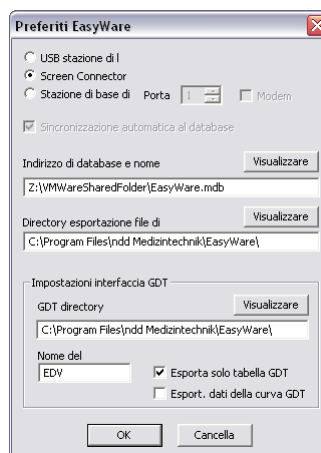 Preferiti EasyWare
USB stazione di l
Screen Connector
Stazione di base di Porta 1 Modem
Sincronizzazione automatica al database
Indirizzo di database e nome Visualizzare
Z:\VMWareSharedFolder\EasyWare.mdb
Directory esportazione file di Visualizzare
C:\Program Files\ndd Medizintechnik\EasyWare\
Impostazioni interfaccia GDT
GDT directory Visualizzare
C:\Program Files\ndd Medizintechnik\EasyWare\
Nome del
EDV Esporta solo tabella GDT
Esport. dati della curva GDT
OK Cancella